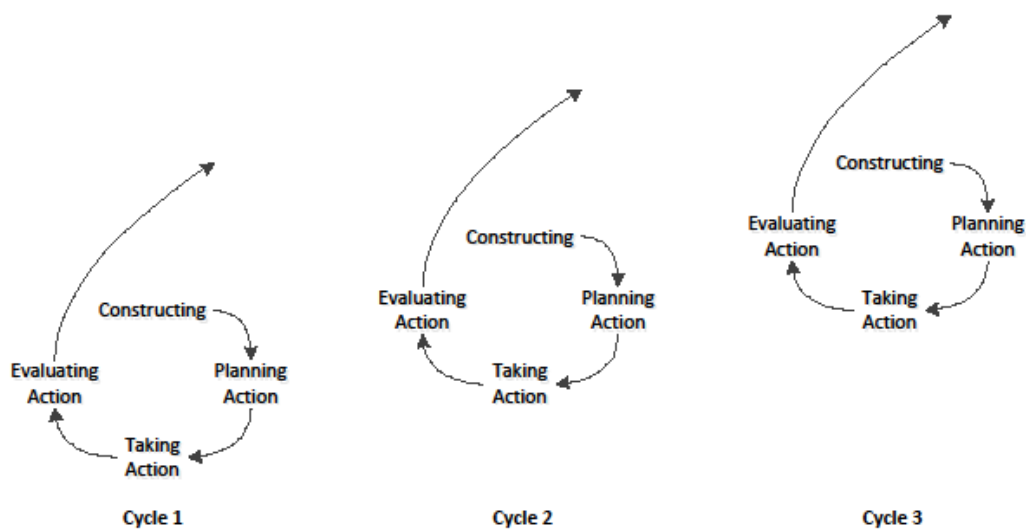 Constructing
Evaluating
Action
Planning
Action
Taking
Action
Cycle 1
Constructing
Evaluating
Action
Planning
Action
Taking
Action
Cycle 2
Constructing
Evaluating
Action
Planning
Action
Taking
Action
Cycle 3